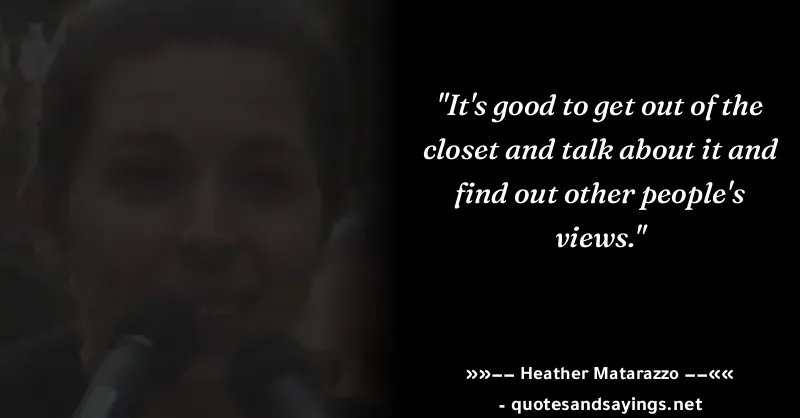 "It's good to get out of the
closet and talk about it and
find out other people's
views."
»»−− Heather Matarazzo −−««
- quotesandsayings.net